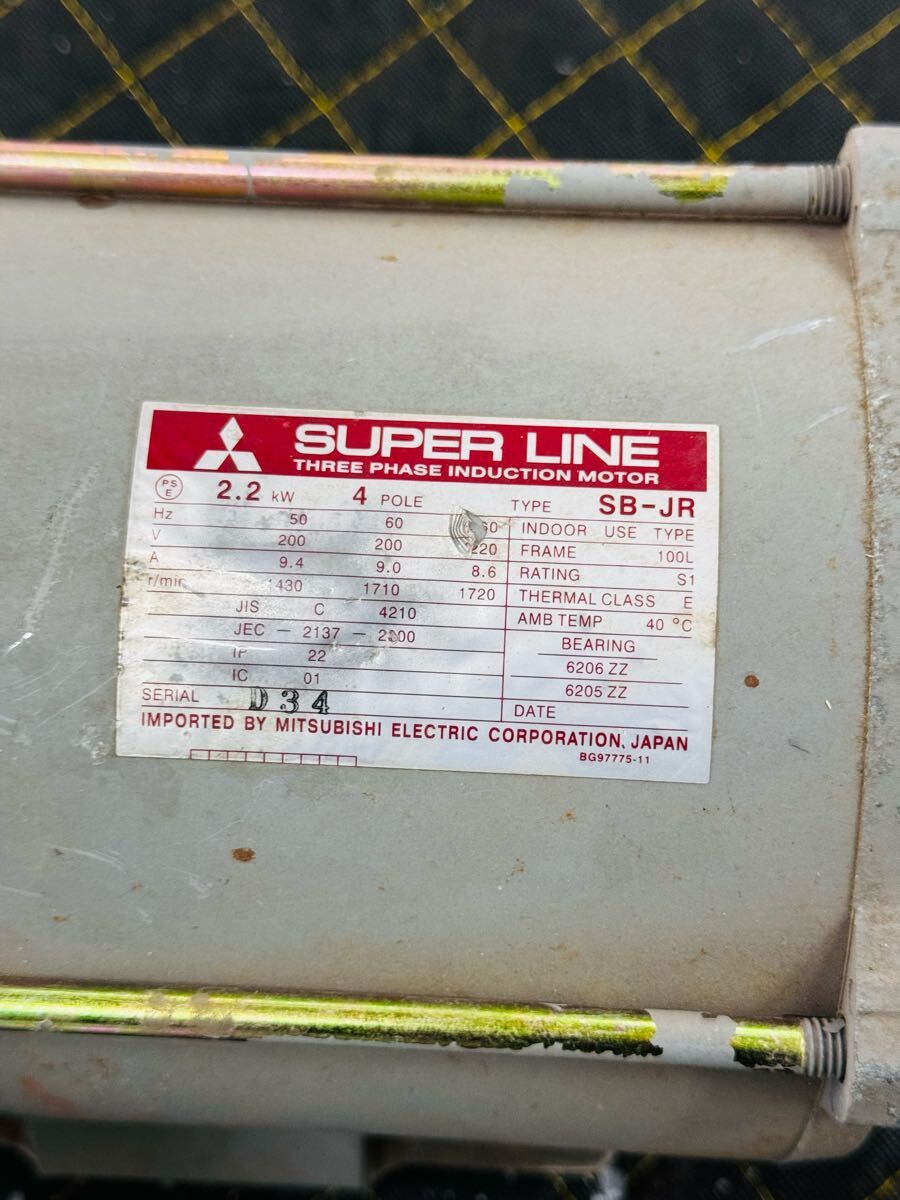 SUPER LINE
THREE PHASE INDUCTION MOTOR
PS E 2.2 kW 4 POLE TYPE SB-JR
Hz 50 60 60 INDOOR USE TYPE
V 200 200 220 FRAME 100L
A 9.4 9.0 8.6 RATING S1
r/min 1430 1710 1720 THERMAL CLASS E
JIS C 4210 AMB TEMP 40 °C
JEC - 2137 - BEARING
IP 22 6206 ZZ
IC 01 6205 ZZ
SERIAL D34 DATE
IMPORTED BY MITSUBISHI ELECTRIC CORPORATION, JAPAN
BG97775-11